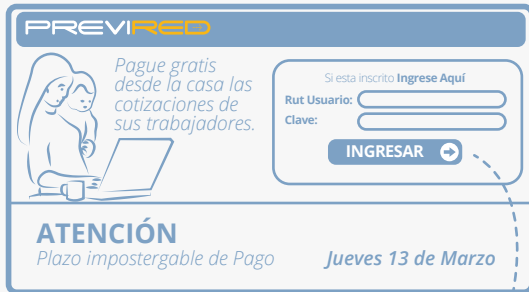 PREVIRED
Pague gratis
desde la casa las
cotizaciones de
sus trabajadores.
Si esta inscrito Ingrese Aquí
Rut Usuario:
Clave:
INGRESAR
ATENCIÓN
Plazo impostergable de Pago
Jueves 13 de Marzo